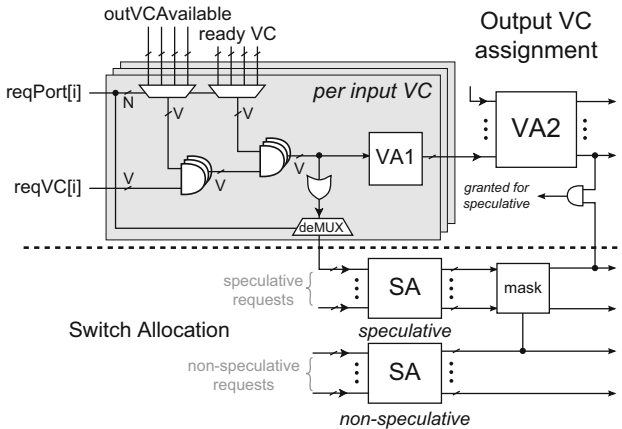 outVCAvailable
ready VC
Output VC
assignment
reqPort[i]
N
per input VC
V
V
VA1
VA2
V
V
reqVC[i]
V
V
granted for
speculative
deMUX
speculative
requests
SA
mask
speculative
Switch Allocation
non-speculative
requests
SA
non-speculative